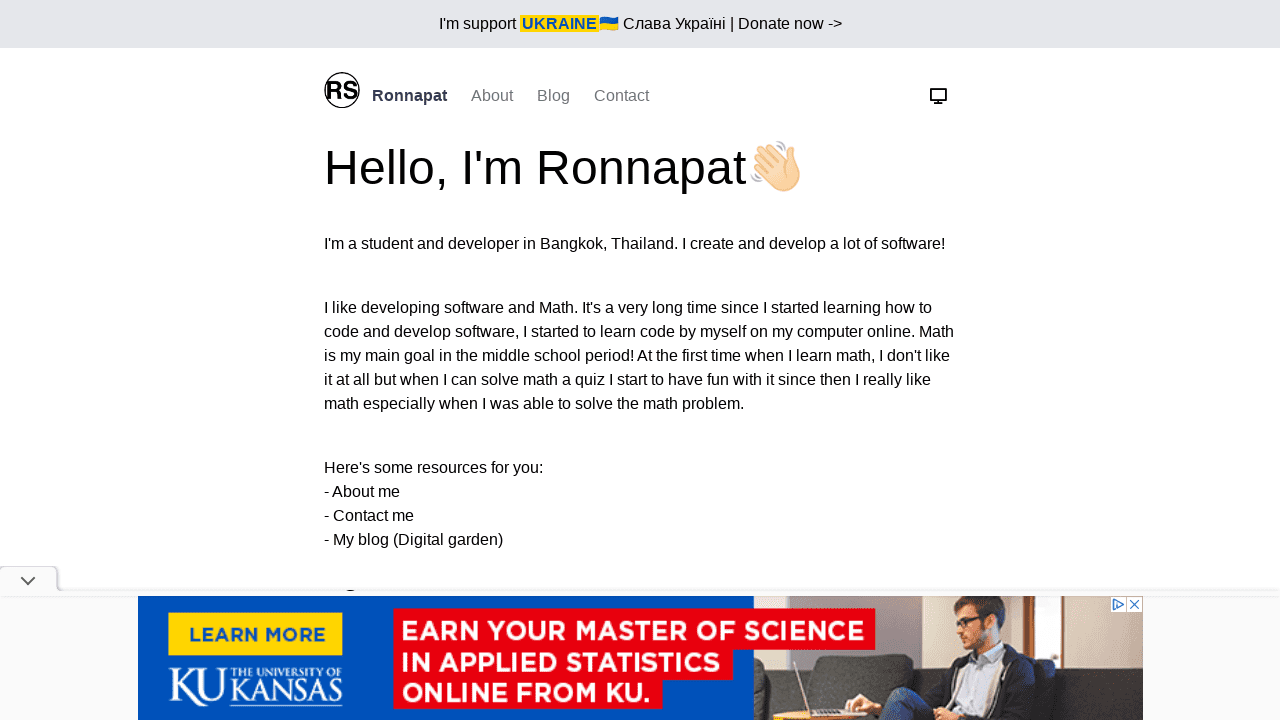 I'm support UKRAINE🇺🇦 Слава Україні | Donate now ->
RS Ronnapat About Blog Contact
Hello, I'm Ronnapat👋🏻
I'm a student and developer in Bangkok, Thailand. I create and develop a lot of software!
I like developing software and Math. It's a very long time since I started learning how to
code and develop software, I started to learn code by myself on my computer online. Math
is my main goal in the middle school period! At the first time when I learn math, I don't like
it at all but when I can solve math a quiz I start to have fun with it since then I really like
math especially when I was able to solve the math problem.
Here's some resources for you:
- About me
- Contact me
- My blog (Digital garden)
LEARN MORE
KU THE UNIVERSITY OF
KANSAS
EARN YOUR MASTER OF SCIENCE
IN APPLIED STATISTICS
ONLINE FROM KU.